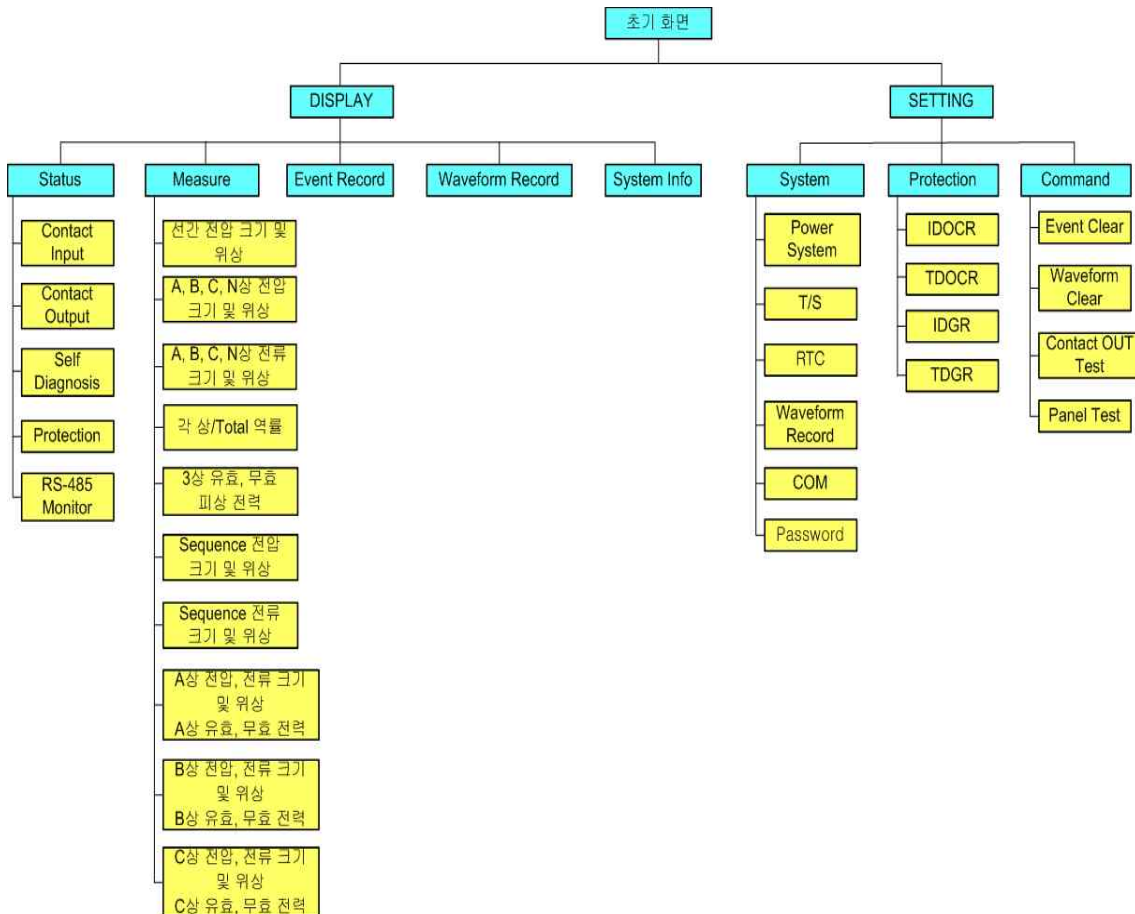 초기 화면
DISPLAY
SETTING
Status
Measure
Event Record
Waveform Record
System Info
System
Protection
Command
Contact
Input
Contact
Output
Self
Diagnosis
Protection
RS-485
Monitor
선간 전압 크기 및
위상
A, B, C, N상 전압
크기 및 위상
A, B, C, N상 전류
크기 및 위상
각 상/Total 역률
3상 유효, 무효
피상 전력
Sequence 전압
크기 및 위상
Sequence 전류
크기 및 위상
A상 전압, 전류 크기
및 위상
A상 유효, 무효 전력
B상 전압, 전류 크기
및 위상
B상 유효, 무효 전력
C상 전압, 전류 크기
및 위상
C상 유효, 무효 전력
Power
System
T/S
RTC
Waveform
Record
COM
Password
IDOCR
TDOCR
IDGR
TDGR
Event Clear
Waveform
Clear
Contact OUT
Test
Panel Test